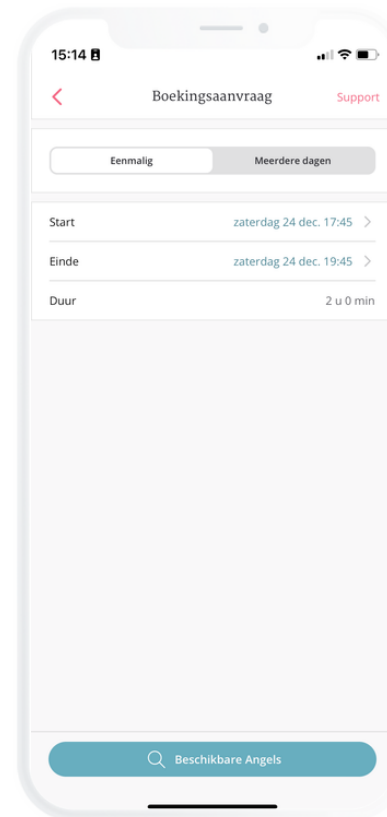 15:14
Boekingsaanvraag Support
Eenmalig Meerdere dagen
Start zaterdag 24 dec. 17:45
Einde zaterdag 24 dec. 19:45
Duur 2 u 0 min
Beschikbare Angels